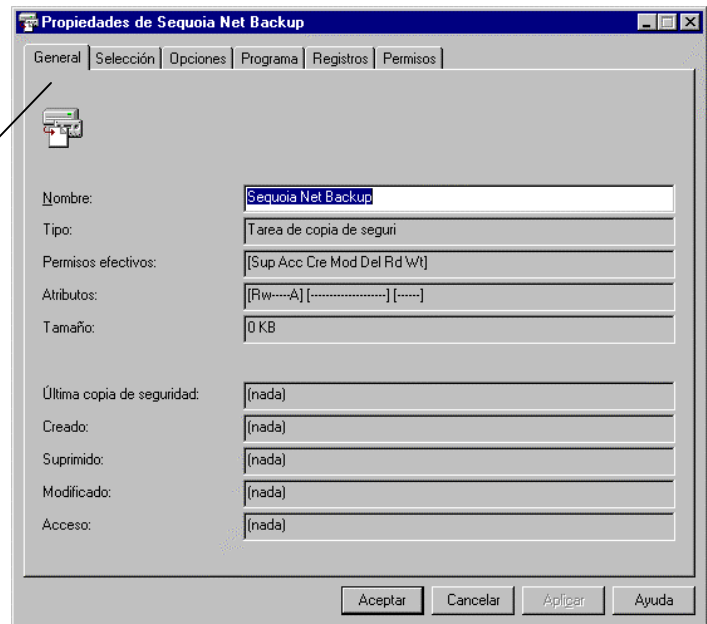 Propiedades de Sequoia Net Backup
General Selección Opciones Programa Registros Permisos
Nombre: Sequoia Net Backup
Tipo: Tarea de copia de seguri
Permisos efectivos: [Sup Acc Cre Mod Del Rd Wt]
Atributos: [Rw-----A] [-------------------] [------]
Tamaño: 0 KB
Última copia de seguridad: (nada)
Creado: (nada)
Suprimido: (nada)
Modificado: (nada)
Acceso: (nada)
Aceptar Cancelar Aplicar Ayuda